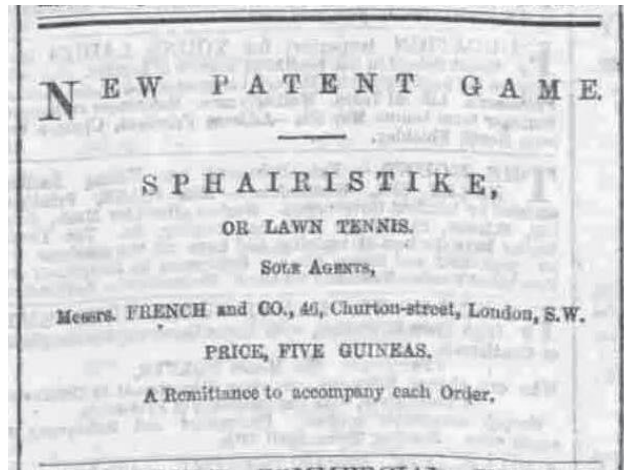 NEW PATENT GAME.
SPHAIRISTIKE,
OR LAWN TENNIS.
SOLE AGENTS,
Messrs. FRENCH and CO., 46, Churton-street, London, S.W.
PRICE, FIVE GUINEAS.
A Remittance to accompany each Order.